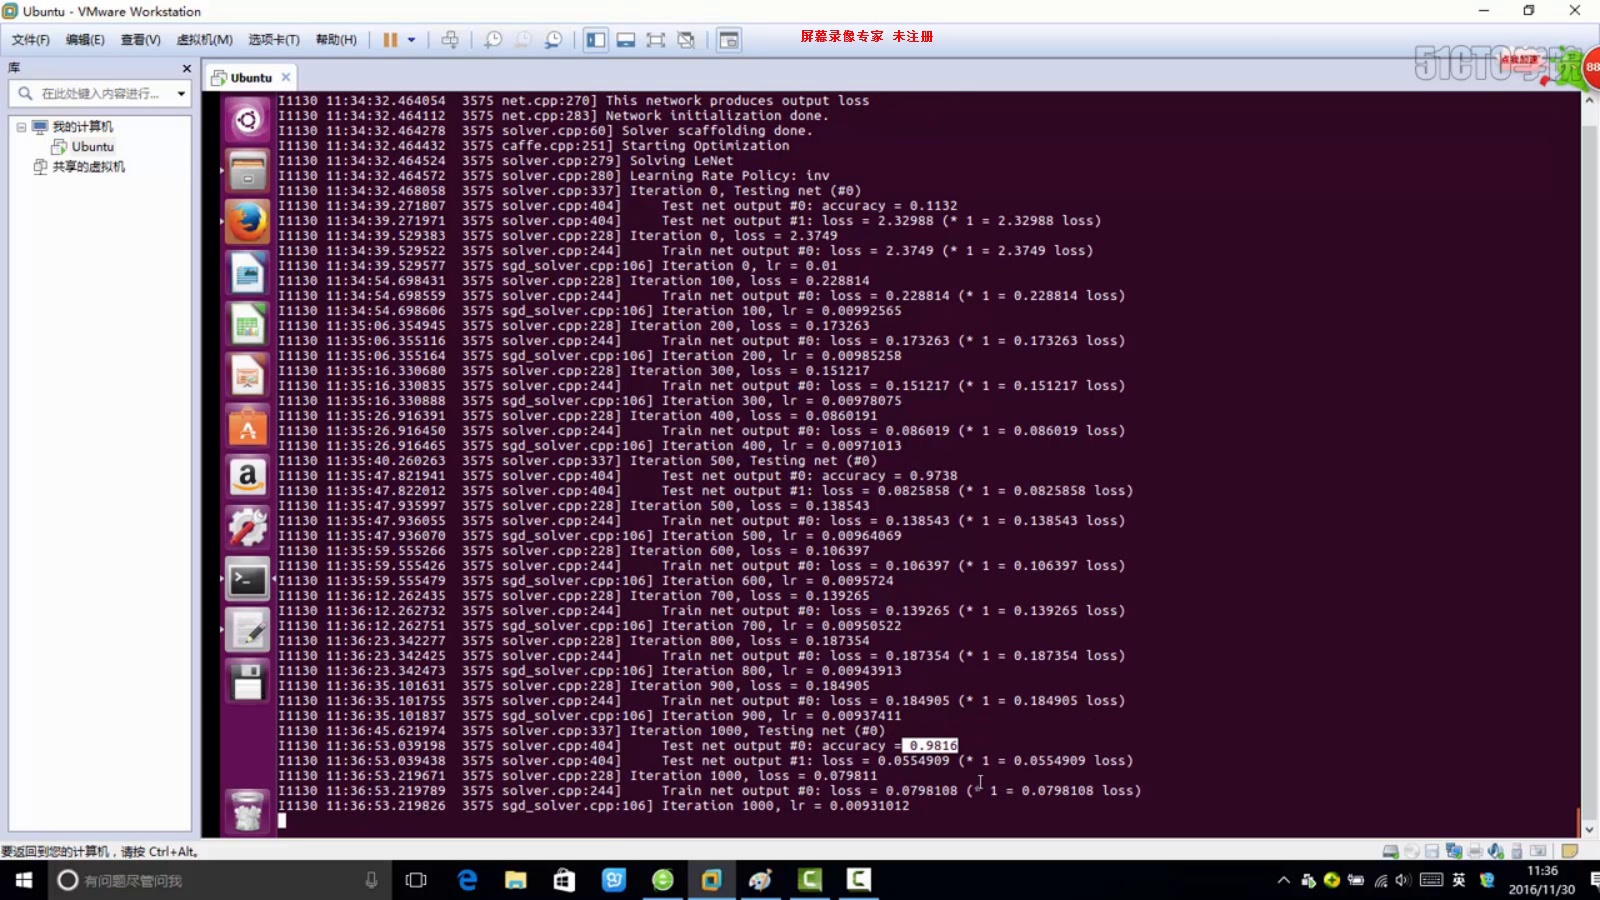 Ubuntu - VMware Workstation
文件(F) 编辑(E) 查看(V) 虚拟机(M) 选项卡(T) 帮助(H)
屏幕录像专家 未注册
51CTO学院
点我加速
88
库
Ubuntu
在此处键入内容进行...
我的计算机
Ubuntu
共享的虚拟机
I1130 11:34:32.464054 3575 net.cpp:270] This network produces output loss
I1130 11:34:32.464112 3575 net.cpp:283] Network initialization done.
I1130 11:34:32.464278 3575 solver.cpp:60] Solver scaffolding done.
I1130 11:34:32.464432 3575 caffe.cpp:251] Starting Optimization
I1130 11:34:32.464524 3575 solver.cpp:279] Solving LeNet
I1130 11:34:32.464572 3575 solver.cpp:280] Learning Rate Policy: inv
I1130 11:34:32.468058 3575 solver.cpp:337] Iteration 0, Testing net (#0)
I1130 11:34:39.271807 3575 solver.cpp:404] Test net output #0: accuracy = 0.1132
I1130 11:34:39.271971 3575 solver.cpp:404] Test net output #1: loss = 2.32988 (* 1 = 2.32988 loss)
I1130 11:34:39.529383 3575 solver.cpp:228] Iteration 0, loss = 2.3749
I1130 11:34:39.529522 3575 solver.cpp:244] Train net output #0: loss = 2.3749 (* 1 = 2.3749 loss)
I1130 11:34:39.529577 3575 sgd_solver.cpp:106] Iteration 0, lr = 0.01
I1130 11:34:54.698431 3575 solver.cpp:228] Iteration 100, loss = 0.228814
I1130 11:34:54.698559 3575 solver.cpp:244] Train net output #0: loss = 0.228814 (* 1 = 0.228814 loss)
I1130 11:34:54.698606 3575 sgd_solver.cpp:106] Iteration 100, lr = 0.00992565
I1130 11:35:06.354945 3575 solver.cpp:228] Iteration 200, loss = 0.173263
I1130 11:35:06.355116 3575 solver.cpp:244] Train net output #0: loss = 0.173263 (* 1 = 0.173263 loss)
I1130 11:35:06.355164 3575 sgd_solver.cpp:106] Iteration 200, lr = 0.00985258
I1130 11:35:16.330680 3575 solver.cpp:228] Iteration 300, loss = 0.151217
I1130 11:35:16.330835 3575 solver.cpp:244] Train net output #0: loss = 0.151217 (* 1 = 0.151217 loss)
I1130 11:35:16.330888 3575 sgd_solver.cpp:106] Iteration 300, lr = 0.00978075
I1130 11:35:26.916391 3575 solver.cpp:228] Iteration 400, loss = 0.0860191
I1130 11:35:26.916450 3575 solver.cpp:244] Train net output #0: loss = 0.086019 (* 1 = 0.086019 loss)
I1130 11:35:26.916465 3575 sgd_solver.cpp:106] Iteration 400, lr = 0.00971013
I1130 11:35:40.260263 3575 solver.cpp:337] Iteration 500, Testing net (#0)
I1130 11:35:47.821941 3575 solver.cpp:404] Test net output #0: accuracy = 0.9738
I1130 11:35:47.822012 3575 solver.cpp:404] Test net output #1: loss = 0.0825858 (* 1 = 0.0825858 loss)
I1130 11:35:47.935997 3575 solver.cpp:228] Iteration 500, loss = 0.138543
I1130 11:35:47.936055 3575 solver.cpp:244] Train net output #0: loss = 0.138543 (* 1 = 0.138543 loss)
I1130 11:35:47.936070 3575 sgd_solver.cpp:106] Iteration 500, lr = 0.00964069
I1130 11:35:59.555266 3575 solver.cpp:228] Iteration 600, loss = 0.106397
I1130 11:35:59.555426 3575 solver.cpp:244] Train net output #0: loss = 0.106397 (* 1 = 0.106397 loss)
I1130 11:35:59.555479 3575 sgd_solver.cpp:106] Iteration 600, lr = 0.0095724
I1130 11:36:12.262435 3575 solver.cpp:228] Iteration 700, loss = 0.139265
I1130 11:36:12.262732 3575 solver.cpp:244] Train net output #0: loss = 0.139265 (* 1 = 0.139265 loss)
I1130 11:36:12.262751 3575 sgd_solver.cpp:106] Iteration 700, lr = 0.00950522
I1130 11:36:23.342277 3575 solver.cpp:228] Iteration 800, loss = 0.187354
I1130 11:36:23.342425 3575 solver.cpp:244] Train net output #0: loss = 0.187354 (* 1 = 0.187354 loss)
I1130 11:36:23.342473 3575 sgd_solver.cpp:106] Iteration 800, lr = 0.00943913
I1130 11:36:35.101631 3575 solver.cpp:228] Iteration 900, loss = 0.184905
I1130 11:36:35.101755 3575 solver.cpp:244] Train net output #0: loss = 0.184905 (* 1 = 0.184905 loss)
I1130 11:36:35.101837 3575 sgd_solver.cpp:106] Iteration 900, lr = 0.00937411
I1130 11:36:45.621974 3575 solver.cpp:337] Iteration 1000, Testing net (#0)
I1130 11:36:53.039198 3575 solver.cpp:404] Test net output #0: accuracy = 0.9816
I1130 11:36:53.039438 3575 solver.cpp:404] Test net output #1: loss = 0.0554909 (* 1 = 0.0554909 loss)
I1130 11:36:53.219671 3575 solver.cpp:228] Iteration 1000, loss = 0.079811
I1130 11:36:53.219789 3575 solver.cpp:244] Train net output #0: loss = 0.0798108 (* 1 = 0.0798108 loss)
I1130 11:36:53.219826 3575 sgd_solver.cpp:106] Iteration 1000, lr = 0.00931012
要返回到您的计算机，请按 Ctrl+Alt。
有问题尽管问我
英
11:36
2016/11/30